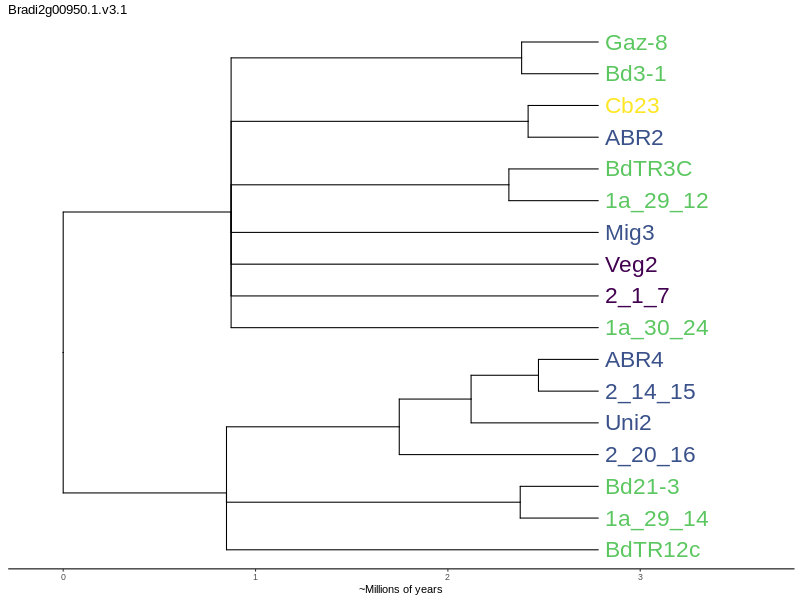 Bradi2g00950.1.v3.1
Gaz-8
Bd3-1
Cb23
ABR2
BdTR3C
1a_29_12
Mig3
Veg2
2_1_7
1a_30_24
ABR4
2_14_15
Uni2
2_20_16
Bd21-3
1a_29_14
BdTR12c
0 1 2 3
~Millions of years